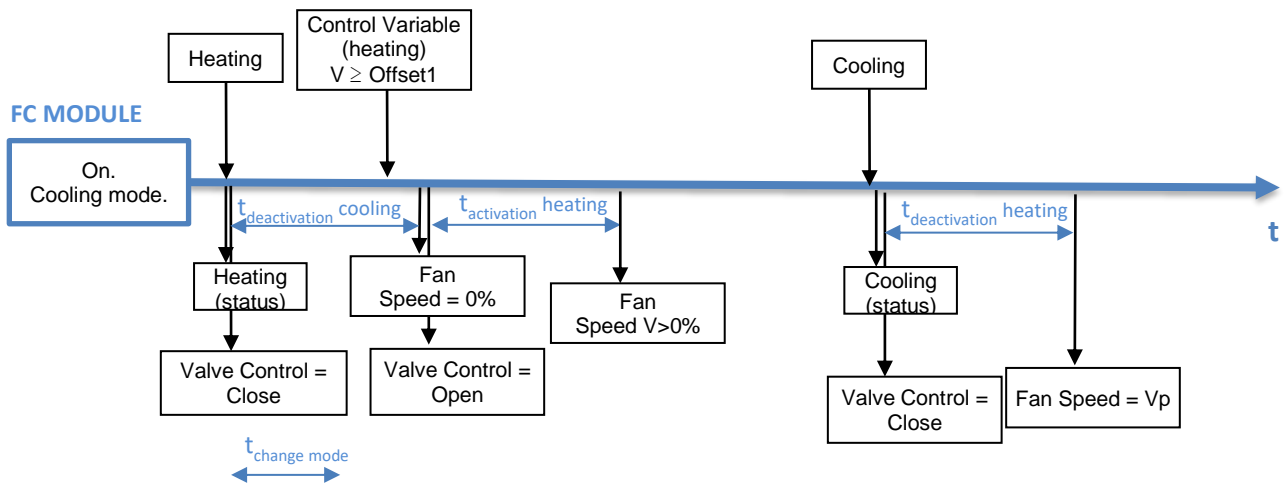 Heating
Control Variable
(heating)
V ≥ Offset1
Cooling
FC MODULE
On.
Cooling mode.
t
tdeactivation cooling
tactivation heating
tdeactivation heating
Heating
(status)
Fan
Speed = 0%
Fan
Speed V>0%
Cooling
(status)
Valve Control =
Close
Valve Control =
Open
Valve Control =
Close
Fan Speed = Vp
tchange mode